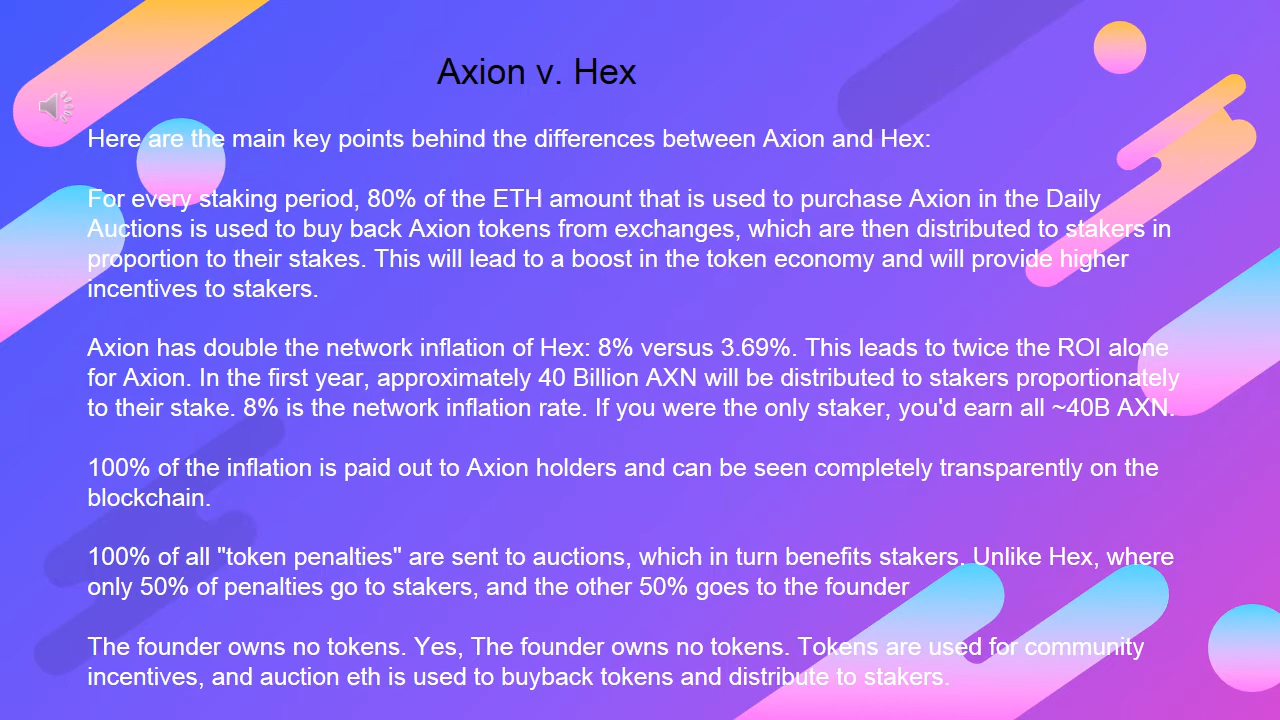 Axion v. Hex
Here are the main key points behind the differences between Axion and Hex:
For every staking period, 80% of the ETH amount that is used to purchase Axion in the Daily
Auctions is used to buy back Axion tokens from exchanges, which are then distributed to stakers in
proportion to their stakes. This will lead to a boost in the token economy and will provide higher
incentives to stakers.
Axion has double the network inflation of Hex: 8% versus 3.69%. This leads to twice the ROI alone
for Axion. In the first year, approximately 40 Billion AXN will be distributed to stakers proportionately
to their stake. 8% is the network inflation rate. If you were the only staker, you'd earn all ~40B AXN.
100% of the inflation is paid out to Axion holders and can be seen completely transparently on the
blockchain.
100% of all "token penalties" are sent to auctions, which in turn benefits stakers. Unlike Hex, where
only 50% of penalties go to stakers, and the other 50% goes to the founder
The founder owns no tokens. Yes, The founder owns no tokens. Tokens are used for community
incentives, and auction eth is used to buyback tokens and distribute to stakers.